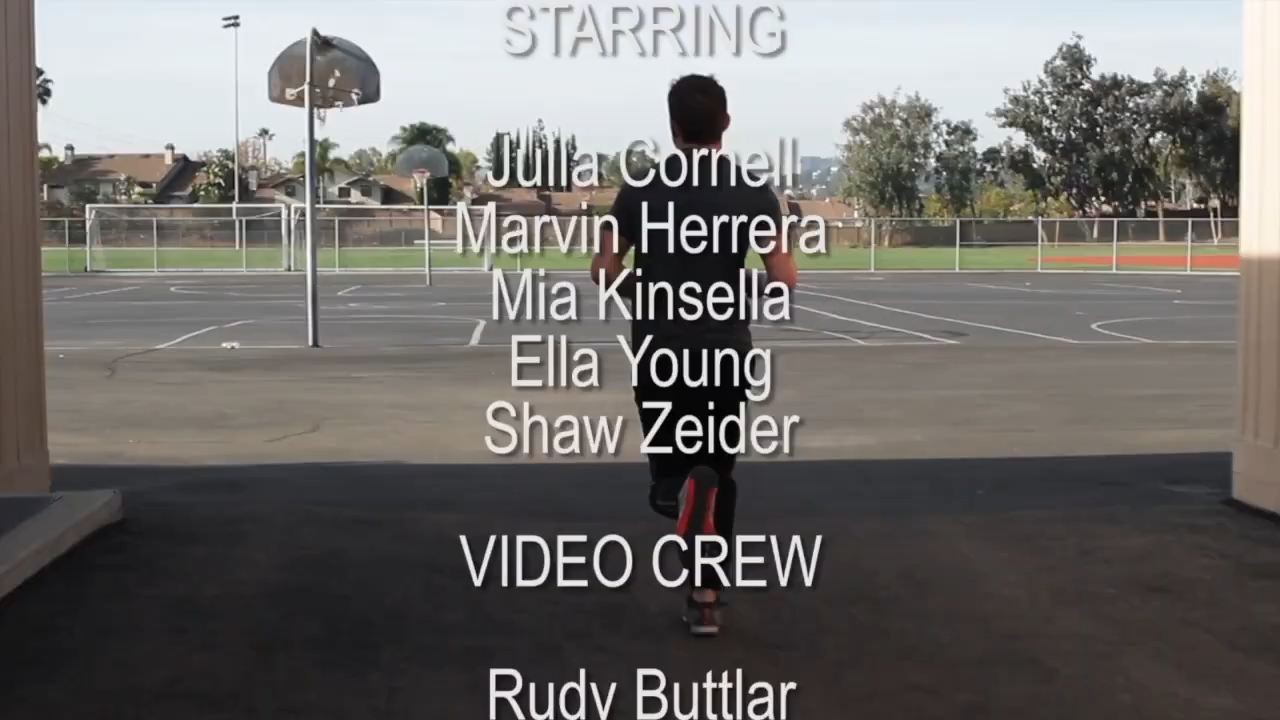 STARRING
Julia Cornell
Marvin Herrera
Mia Kinsella
Ella Young
Shaw Zeider
VIDEO CREW
Rudy Buttlar